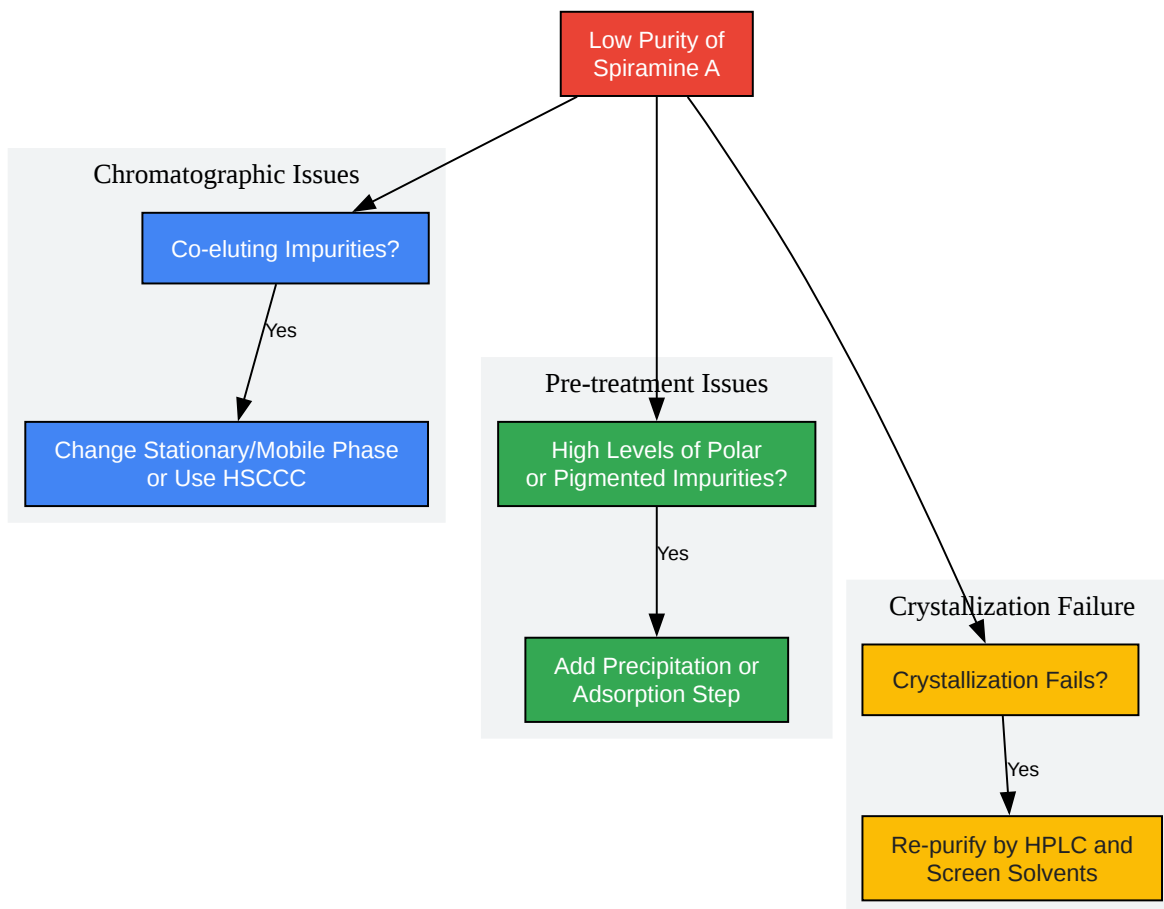 Low Purity of
Spiramine A
Chromatographic Issues
Co-eluting Impurities?
Yes
Change Stationary/Mobile Phase
or Use HSCCC
Pre-treatment Issues
High Levels of Polar
or Pigmented Impurities?
Yes
Add Precipitation or
Adsorption Step
Crystallization Failure
Crystallization Fails?
Yes
Re-purify by HPLC and
Screen Solvents